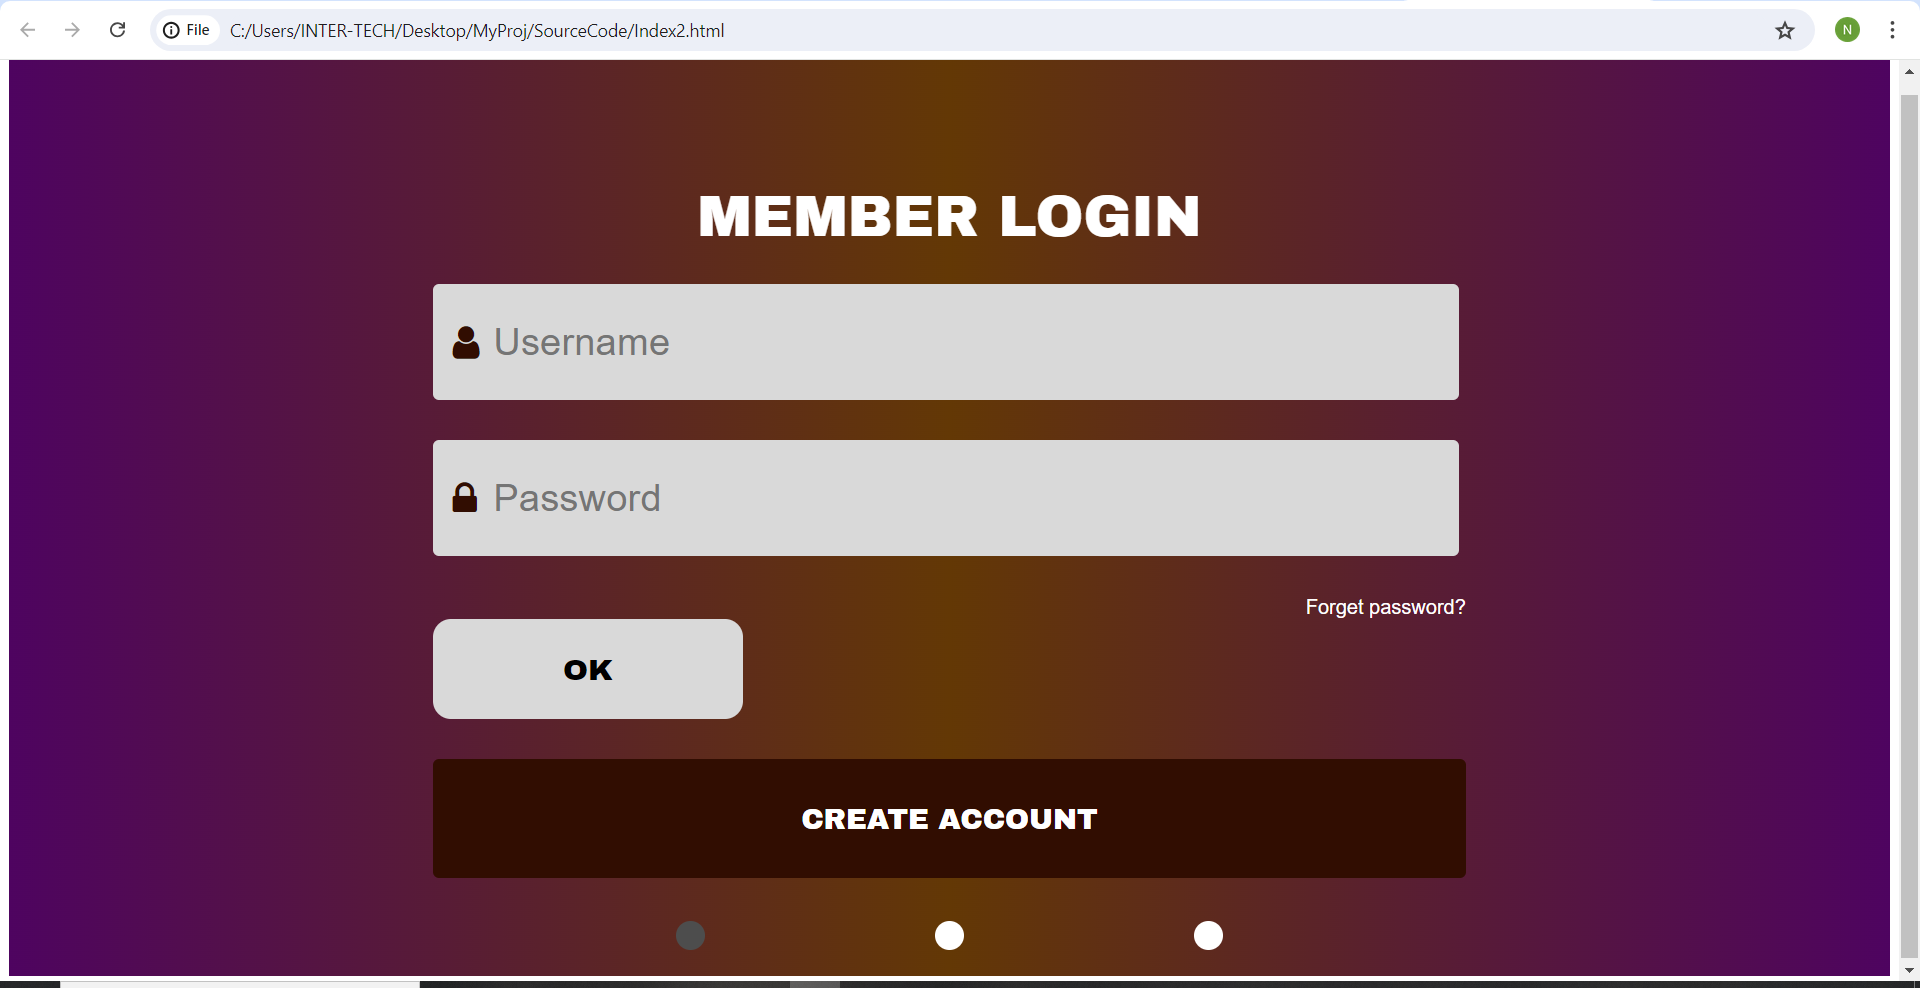 File
C:/Users/INTER-TECH/Desktop/MyProj/SourceCode/Index2.html
N
MEMBER LOGIN
Username
Password
Forget password?
OK
CREATE ACCOUNT